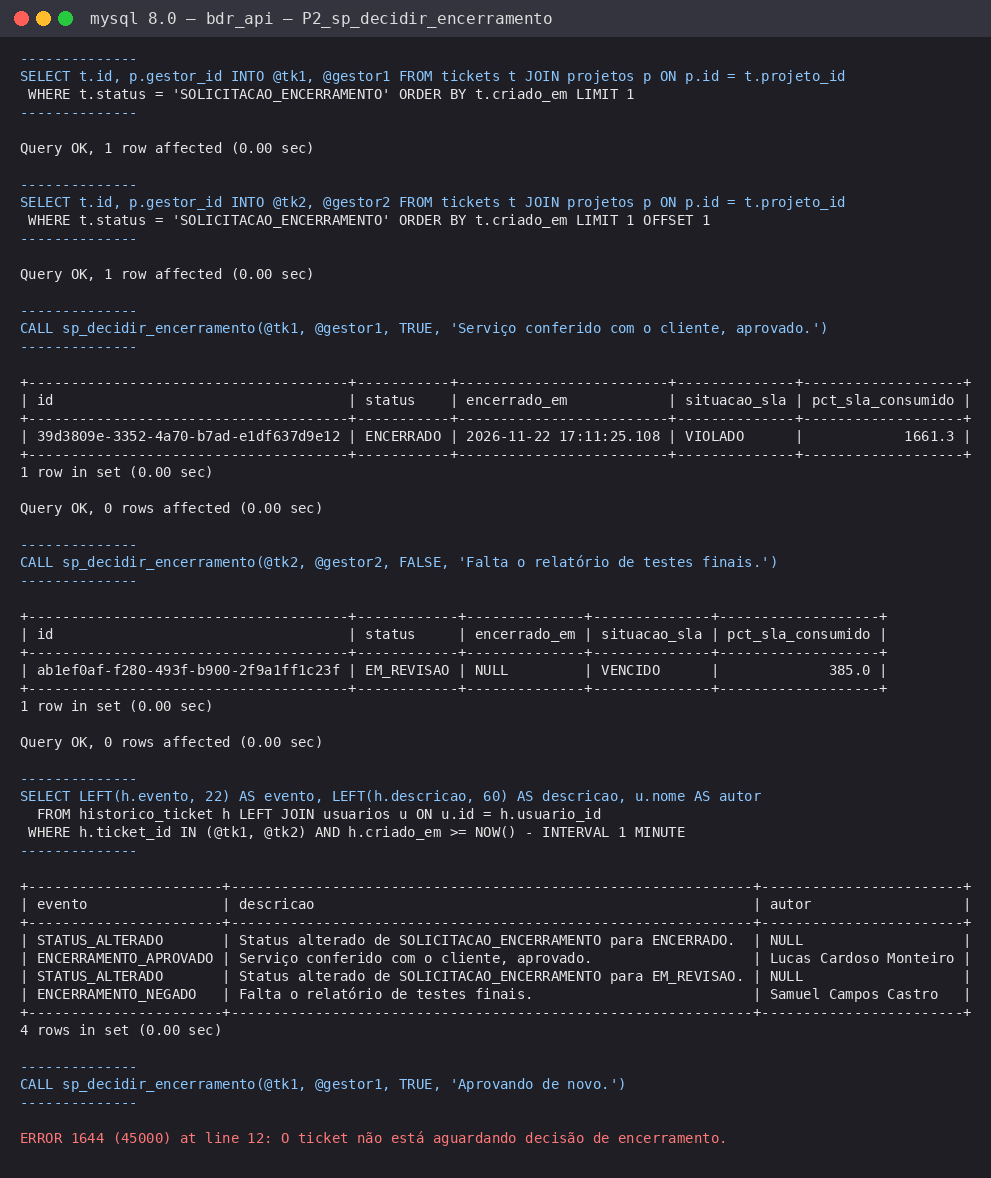 mysql 8.0 — bdr_api — P2_sp_decidir_encerramento
--------------
SELECT t.id, p.gestor_id INTO @tk1, @gestor1 FROM tickets t JOIN projetos p ON p.id = t.projeto_id
 WHERE t.status = 'SOLICITACAO_ENCERRAMENTO' ORDER BY t.criado_em LIMIT 1
--------------
Query OK, 1 row affected (0.00 sec)
--------------
SELECT t.id, p.gestor_id INTO @tk2, @gestor2 FROM tickets t JOIN projetos p ON p.id = t.projeto_id
 WHERE t.status = 'SOLICITACAO_ENCERRAMENTO' ORDER BY t.criado_em LIMIT 1 OFFSET 1
--------------
Query OK, 1 row affected (0.00 sec)
--------------
CALL sp_decidir_encerramento(@tk1, @gestor1, TRUE, 'Serviço conferido com o cliente, aprovado.')
--------------
+--------------------------------------+-----------+-------------------------+--------------+-------------------+
| id                                   | status    | encerrado_em            | situacao_sla | pct_sla_consumido |
+--------------------------------------+-----------+-------------------------+--------------+-------------------+
| 39d3809e-3352-4a70-b7ad-e1df637d9e12 | ENCERRADO | 2026-11-22 17:11:25.108 | VIOLADO      |            1661.3 |
+--------------------------------------+-----------+-------------------------+--------------+-------------------+
1 row in set (0.00 sec)
Query OK, 0 rows affected (0.00 sec)
--------------
CALL sp_decidir_encerramento(@tk2, @gestor2, FALSE, 'Falta o relatório de testes finais.')
--------------
+--------------------------------------+------------+--------------+--------------+-------------------+
| id                                   | status     | encerrado_em | situacao_sla | pct_sla_consumido |
+--------------------------------------+------------+--------------+--------------+-------------------+
| ab1ef0af-f280-493f-b900-2f9a1ff1c23f | EM_REVISAO | NULL         | VENCIDO      |             385.0 |
+--------------------------------------+------------+--------------+--------------+-------------------+
1 row in set (0.00 sec)
Query OK, 0 rows affected (0.00 sec)
--------------
SELECT LEFT(h.evento, 22) AS evento, LEFT(h.descricao, 60) AS descricao, u.nome AS autor
  FROM historico_ticket h LEFT JOIN usuarios u ON u.id = h.usuario_id
 WHERE h.ticket_id IN (@tk1, @tk2) AND h.criado_em >= NOW() - INTERVAL 1 MINUTE
--------------
+-----------------------+--------------------------------------------------------------+------------------------+
| evento                | descricao                                                    | autor                  |
+-----------------------+--------------------------------------------------------------+------------------------+
| STATUS_ALTERADO       | Status alterado de SOLICITACAO_ENCERRAMENTO para ENCERRADO.  | NULL                   |
| ENCERRAMENTO_APROVADO | Serviço conferido com o cliente, aprovado.                   | Lucas Cardoso Monteiro |
| STATUS_ALTERADO       | Status alterado de SOLICITACAO_ENCERRAMENTO para EM_REVISAO. | NULL                   |
| ENCERRAMENTO_NEGADO   | Falta o relatório de testes finais.                          | Samuel Campos Castro   |
+-----------------------+--------------------------------------------------------------+------------------------+
4 rows in set (0.00 sec)
--------------
CALL sp_decidir_encerramento(@tk1, @gestor1, TRUE, 'Aprovando de novo.')
--------------
ERROR 1644 (45000) at line 12: O ticket não está aguardando decisão de encerramento.